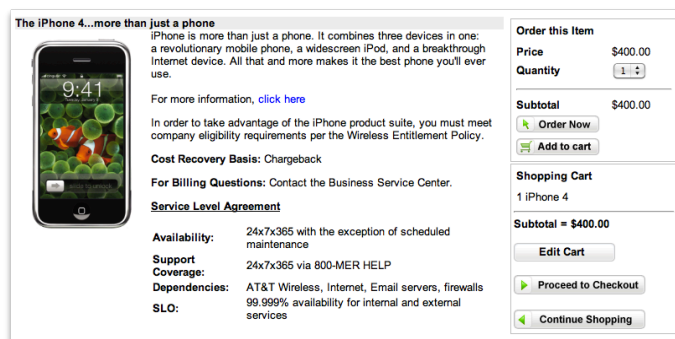 The iPhone 4...more than just a phone
iPhone is more than just a phone. It combines three devices in one:
a revolutionary mobile phone, a widescreen iPod, and a breakthrough
Internet device. All that and more makes it the best phone you'll ever
use.
For more information, click here
In order to take advantage of the iPhone product suite, you must meet
company eligibility requirements per the Wireless Entitlement Policy.
Cost Recovery Basis: Chargeback
For Billing Questions: Contact the Business Service Center.
Service Level Agreement
Availability: 24x7x365 with the exception of scheduled
maintenance
Support
Coverage: 24x7x365 via 800-MER HELP
Dependencies: AT&T Wireless, Internet, Email servers, firewalls
SLO: 99.999% availability for internal and external
services
9:41
Order this Item
Price $400.00
Quantity 1
Subtotal $400.00
Order Now
Add to cart
Shopping Cart
1 iPhone 4
Subtotal = $400.00
Edit Cart
Proceed to Checkout
Continue Shopping